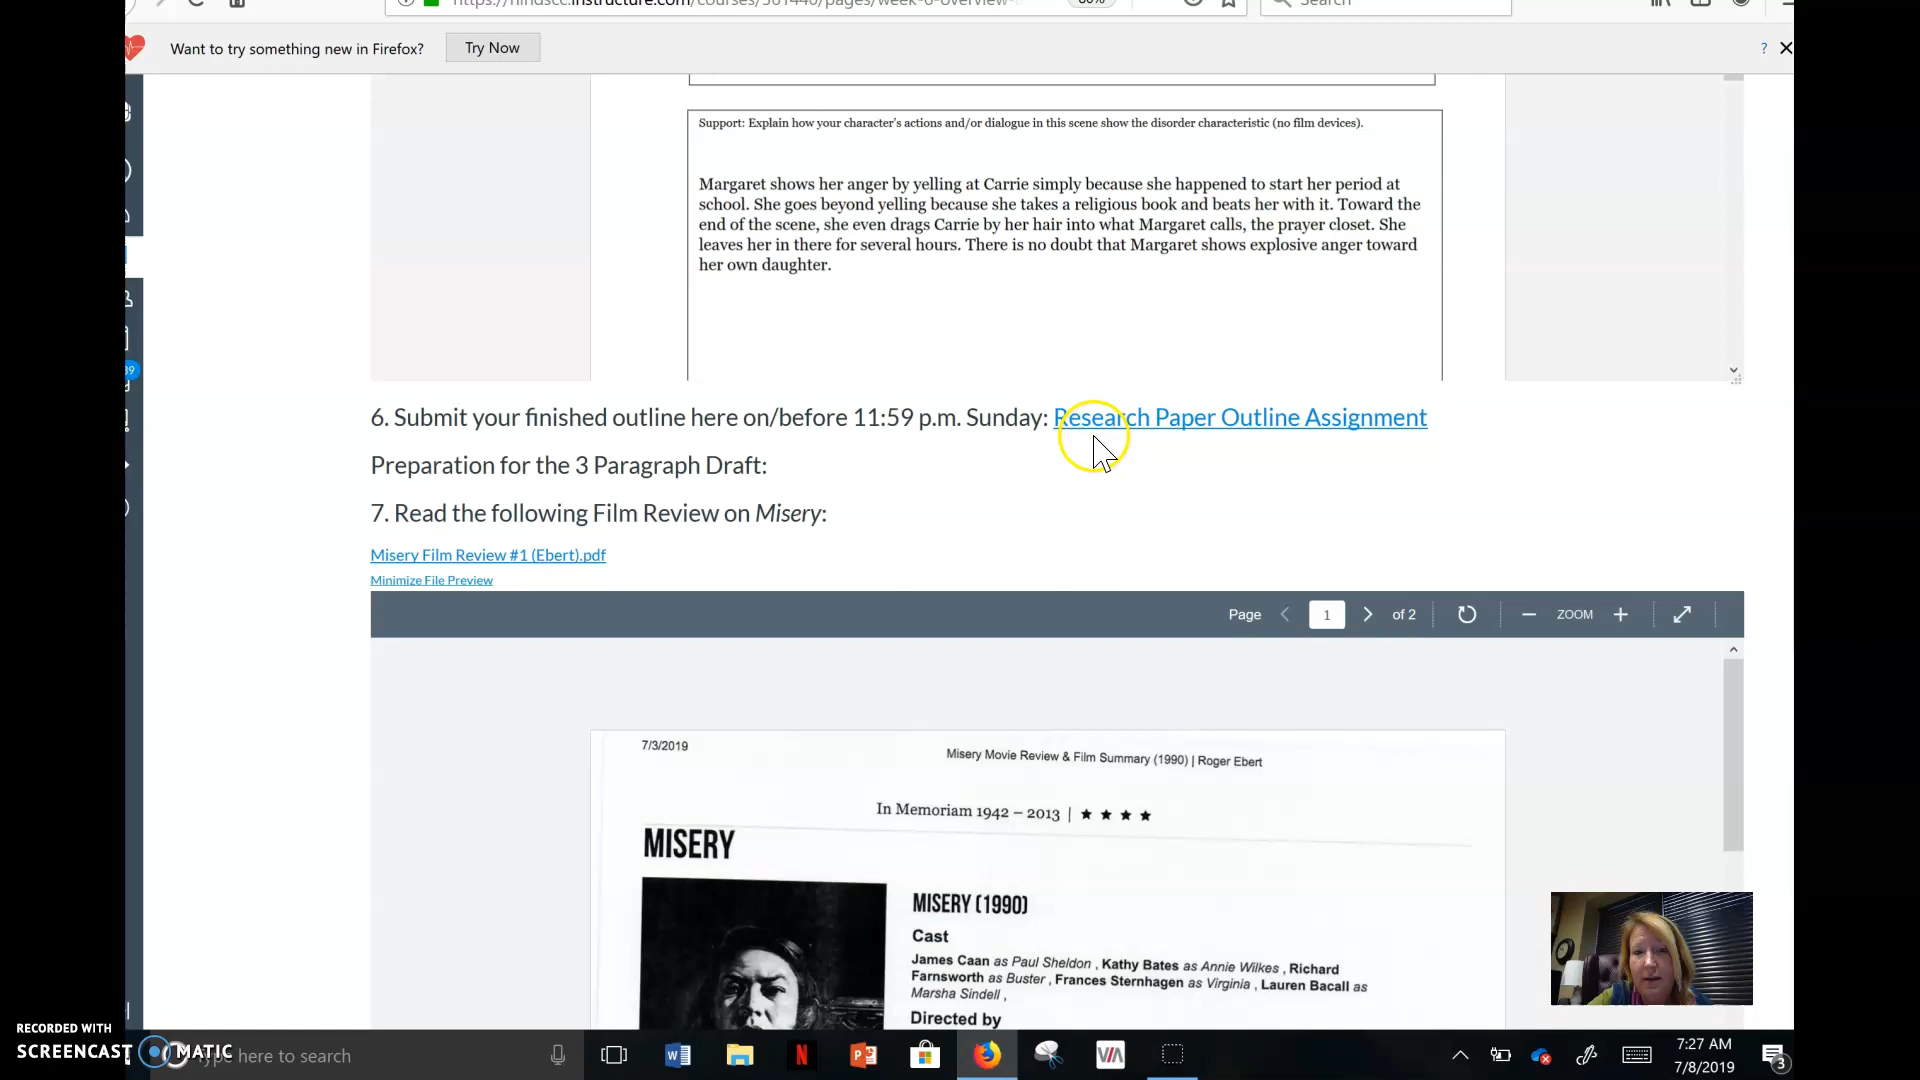 Want to try something new in Firefox?
Try Now
?
Support: Explain how your character's actions and/or dialogue in this scene show the disorder characteristic (no film devices).
Margaret shows her anger by yelling at Carrie simply because she happened to start her period at
school. She goes beyond yelling because she takes a religious book and beats her with it. Toward the
end of the scene, she even drags Carrie by her hair into what Margaret calls, the prayer closet. She
leaves her in there for several hours. There is no doubt that Margaret shows explosive anger toward
her own daughter.
6. Submit your finished outline here on/before 11:59 p.m. Sunday: Research Paper Outline Assignment
Preparation for the 3 Paragraph Draft:
7. Read the following Film Review on Misery:
Misery Film Review #1 (Ebert).pdf
Minimize File Preview
Page 1 of 2 ZOOM
7/3/2019
Misery Movie Review & Film Summary (1990) | Roger Ebert
In Memoriam 1942 – 2013 | ★ ★ ★ ★
MISERY
MISERY (1990)
Cast
James Caan as Paul Sheldon , Kathy Bates as Annie Wilkes , Richard
Farnsworth as Buster , Frances Sternhagen as Virginia , Lauren Bacall as
Marsha Sindell ,
Directed by
RECORDED WITH
SCREENCAST MATIC
here to search
7:27 AM
7/8/2019
3